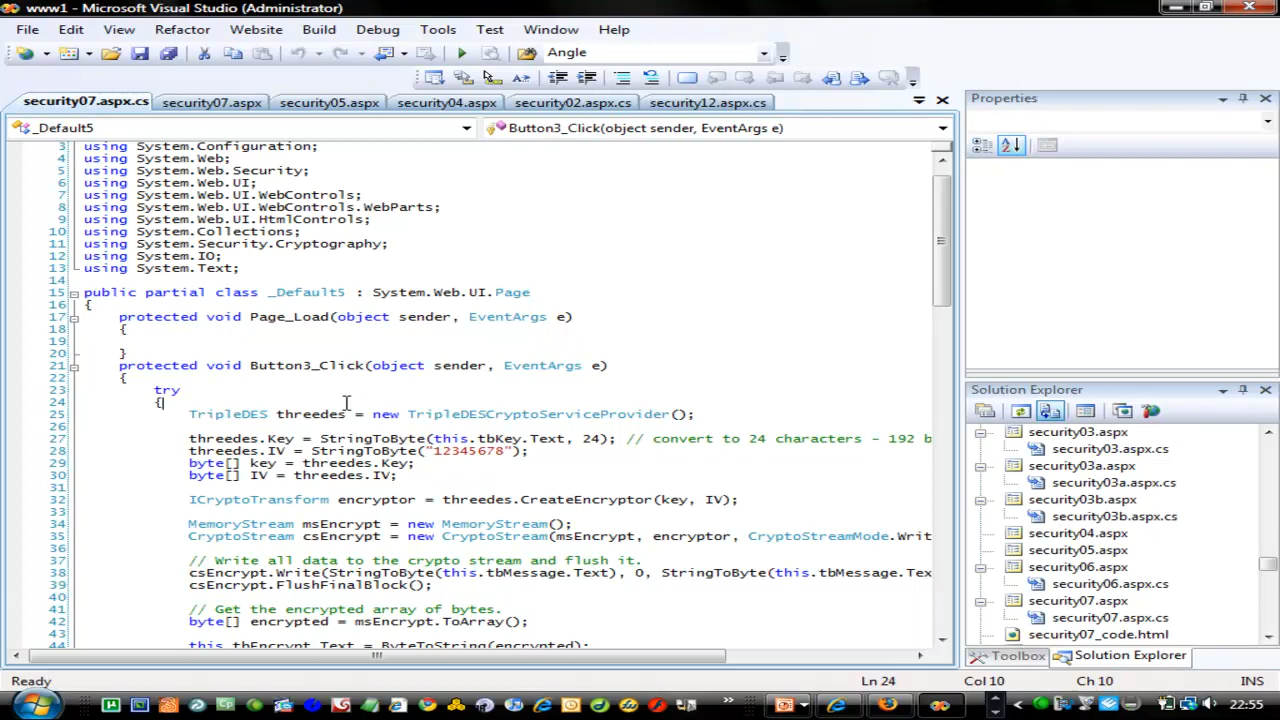 www1 - Microsoft Visual Studio (Administrator)
File Edit View Refactor Website Build Debug Tools Test Window Help
Angle
security07.aspx.cs security07.aspx security05.aspx security04.aspx security02.aspx.cs security12.aspx.cs
_Default5 Button3_Click(object sender, EventArgs e)
3 using System.Configuration;
4 using System.Web;
5 using System.Web.Security;
6 using System.Web.UI;
7 using System.Web.UI.WebControls;
8 using System.Web.UI.WebControls.WebParts;
9 using System.Web.UI.HtmlControls;
10 using System.Collections;
11 using System.Security.Cryptography;
12 using System.IO;
13 using System.Text;
14
15 public partial class _Default5 : System.Web.UI.Page
16 {
17 protected void Page_Load(object sender, EventArgs e)
18 {
19
20 }
21 protected void Button3_Click(object sender, EventArgs e)
22 {
23 try
24 {
25 TripleDES threedes = new TripleDESCryptoServiceProvider();
26
27 threedes.Key = StringToByte(this.tbKey.Text, 24); // convert to 24 characters - 192 b
28 threedes.IV = StringToByte("12345678");
29 byte[] key = threedes.Key;
30 byte[] IV = threedes.IV;
31
32 ICryptoTransform encryptor = threedes.CreateEncryptor(key, IV);
33
34 MemoryStream msEncrypt = new MemoryStream();
35 CryptoStream csEncrypt = new CryptoStream(msEncrypt, encryptor, CryptoStreamMode.Writ
36
37 // Write all data to the crypto stream and flush it.
38 csEncrypt.Write(StringToByte(this.tbMessage.Text), 0, StringToByte(this.tbMessage.Tex
39 csEncrypt.FlushFinalBlock();
40
41 // Get the encrypted array of bytes.
42 byte[] encrypted = msEncrypt.ToArray();
43
44 this.tbEncrypt.Text = ByteToString(encrypted);
Properties
Solution Explorer
security03.aspx
security03.aspx.cs
security03a.aspx
security03a.aspx.cs
security03b.aspx
security03b.aspx.cs
security04.aspx
security05.aspx
security06.aspx
security06.aspx.cs
security07.aspx
security07.aspx.cs
security07_code.html
Toolbox Solution Explorer
Ready Ln 24 Col 10 Ch 10 INS
22:55